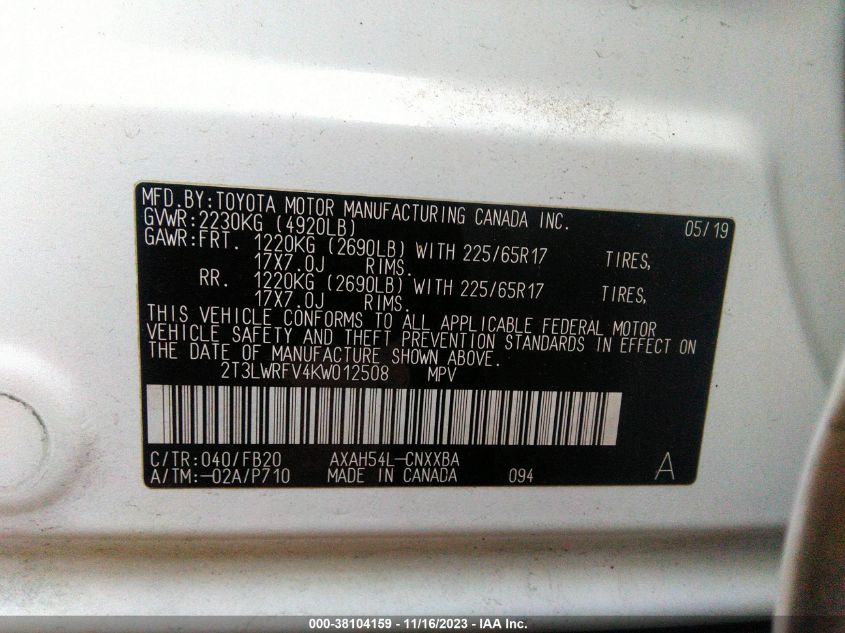 MFD.BY:TOYOTA MOTOR MANUFACTURING CANADA INC. 05/19
GVWR:2230KG (4920LB)
GAWR:FRT. 1220KG (2690LB) WITH 225/65R17 TIRES,
17X7.0J RIMS.
RR. 1220KG (2690LB) WITH 225/65R17 TIRES,
17X7.0J RIMS.
THIS VEHICLE CONFORMS TO ALL APPLICABLE FEDERAL MOTOR
VEHICLE SAFETY AND THEFT PREVENTION STANDARDS IN EFFECT ON
THE DATE OF MANUFACTURE SHOWN ABOVE.
2T3LWRFV4KW012508 MPV
C/TR:040/FB20 AXAH54L-CNXXBA
A/TM:-02A/P710 MADE IN CANADA 094 A
000-38104159 - 11/16/2023 - IAA Inc.